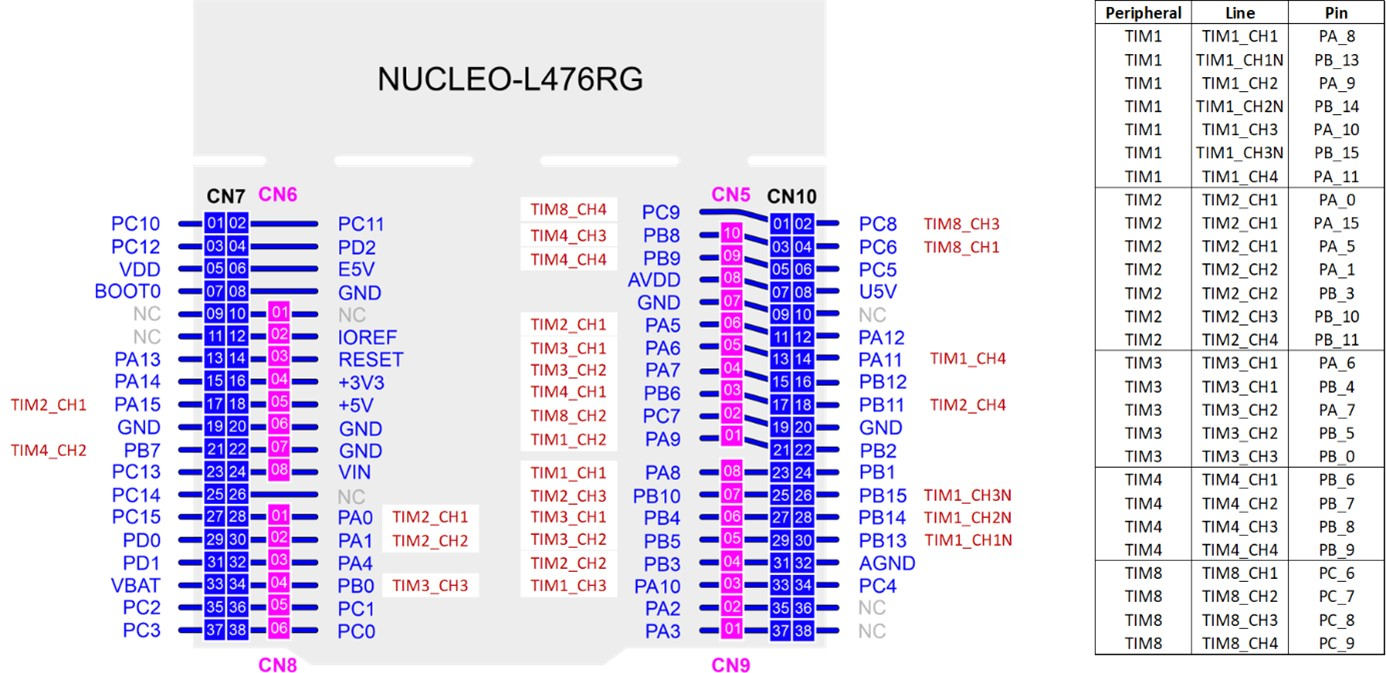 NUCLEO-L476RG
CN7 CN6 CN5 CN10
TIM8_CH4 PC9
PC10 01 02 PC11 01 02 PC8 TIM8_CH3
TIM4_CH3 PB8 10
PC12 03 04 PD2 03 04 PC6 TIM8_CH1
TIM4_CH4 PB9 09
VDD 05 06 E5V 05 06 PC5
AVDD 08
BOOT0 07 08 GND 07 08 U5V
GND 07
NC 09 10 01 NC 09 10 NC
TIM2_CH1 PA5 06
NC 11 12 02 IOREF 11 12 PA12
TIM3_CH1 PA6 05
PA13 13 14 03 RESET 13 14 PA11 TIM1_CH4
TIM3_CH2 PA7 04
PA14 15 16 04 +3V3 15 16 PB12
TIM4_CH1 PB6 03
TIM2_CH1 PA15 17 18 05 +5V 17 18 PB11 TIM2_CH4
TIM8_CH2 PC7 02
GND 19 20 06 GND 19 20 GND
TIM1_CH2 PA9 01
TIM4_CH2 PB7 21 22 07 GND 21 22 PB2
PC13 23 24 08 VIN TIM1_CH1 PA8 08 23 24 PB1
PC14 25 26 NC TIM2_CH3 PB10 07 25 26 PB15 TIM1_CH3N
PC15 27 28 01 PA0 TIM2_CH1 TIM3_CH1 PB4 06 27 28 PB14 TIM1_CH2N
PD0 29 30 02 PA1 TIM2_CH2 TIM3_CH2 PB5 05 29 30 PB13 TIM1_CH1N
PD1 31 32 03 PA4 TIM2_CH2 PB3 04 31 32 AGND
VBAT 33 34 04 PB0 TIM3_CH3 TIM1_CH3 PA10 03 33 34 PC4
PC2 35 36 05 PC1 PA2 02 35 36 NC
PC3 37 38 06 PC0 PA3 01 37 38 NC
CN8 CN9
Peripheral Line Pin
TIM1 TIM1_CH1 PA_8
TIM1 TIM1_CH1N PB_13
TIM1 TIM1_CH2 PA_9
TIM1 TIM1_CH2N PB_14
TIM1 TIM1_CH3 PA_10
TIM1 TIM1_CH3N PB_15
TIM1 TIM1_CH4 PA_11
TIM2 TIM2_CH1 PA_0
TIM2 TIM2_CH1 PA_15
TIM2 TIM2_CH1 PA_5
TIM2 TIM2_CH2 PA_1
TIM2 TIM2_CH2 PB_3
TIM2 TIM2_CH3 PB_10
TIM2 TIM2_CH4 PB_11
TIM3 TIM3_CH1 PA_6
TIM3 TIM3_CH1 PB_4
TIM3 TIM3_CH2 PA_7
TIM3 TIM3_CH2 PB_5
TIM3 TIM3_CH3 PB_0
TIM4 TIM4_CH1 PB_6
TIM4 TIM4_CH2 PB_7
TIM4 TIM4_CH3 PB_8
TIM4 TIM4_CH4 PB_9
TIM8 TIM8_CH1 PC_6
TIM8 TIM8_CH2 PC_7
TIM8 TIM8_CH3 PC_8
TIM8 TIM8_CH4 PC_9